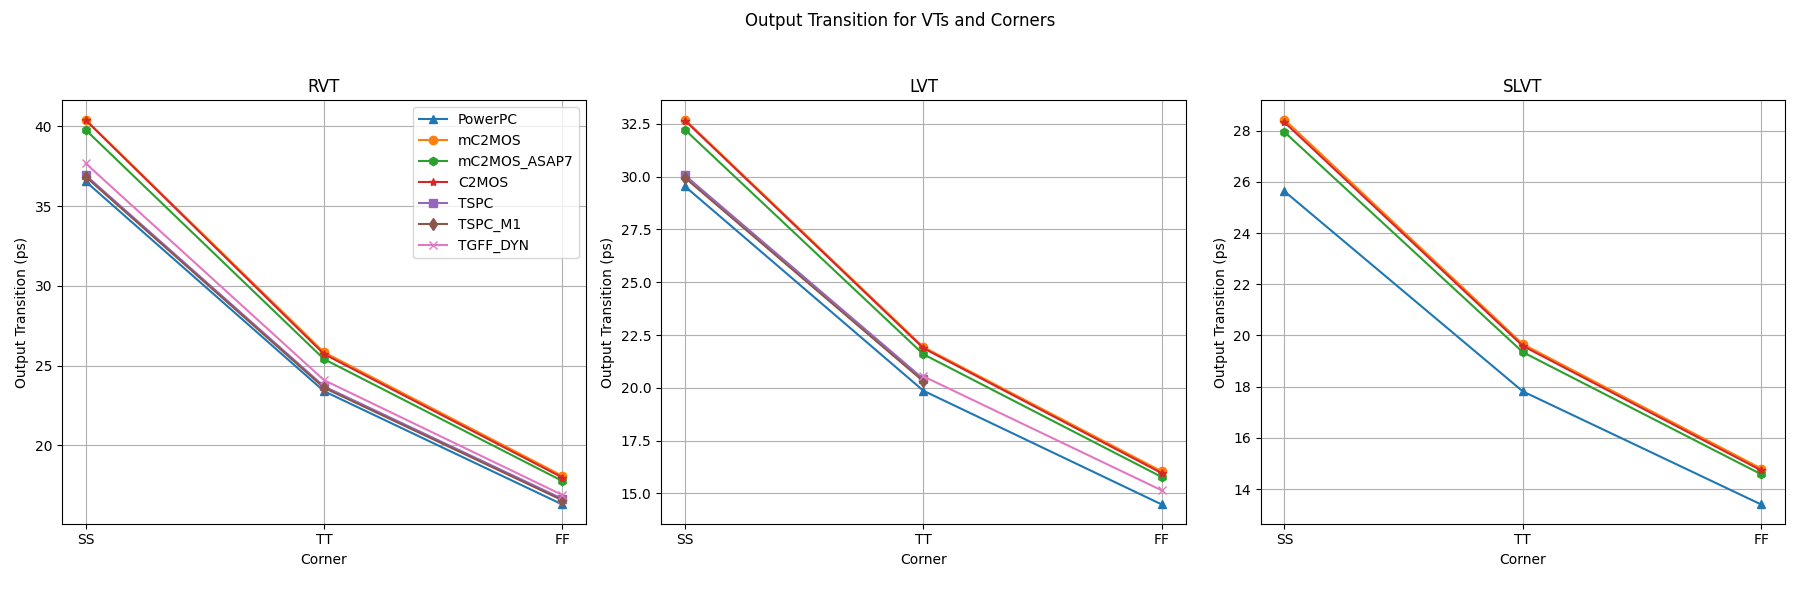 Output Transition for VTs and Corners
RVT
Output Transition (ps)
40
35
30
25
20
SS
TT
FF
Corner
PowerPC
mC2MOS
mC2MOS_ASAP7
C2MOS
TSPC
TSPC_M1
TGFF_DYN
LVT
Output Transition (ps)
32.5
30.0
27.5
25.0
22.5
20.0
17.5
15.0
SS
TT
FF
Corner
SLVT
Output Transition (ps)
28
26
24
22
20
18
16
14
SS
TT
FF
Corner